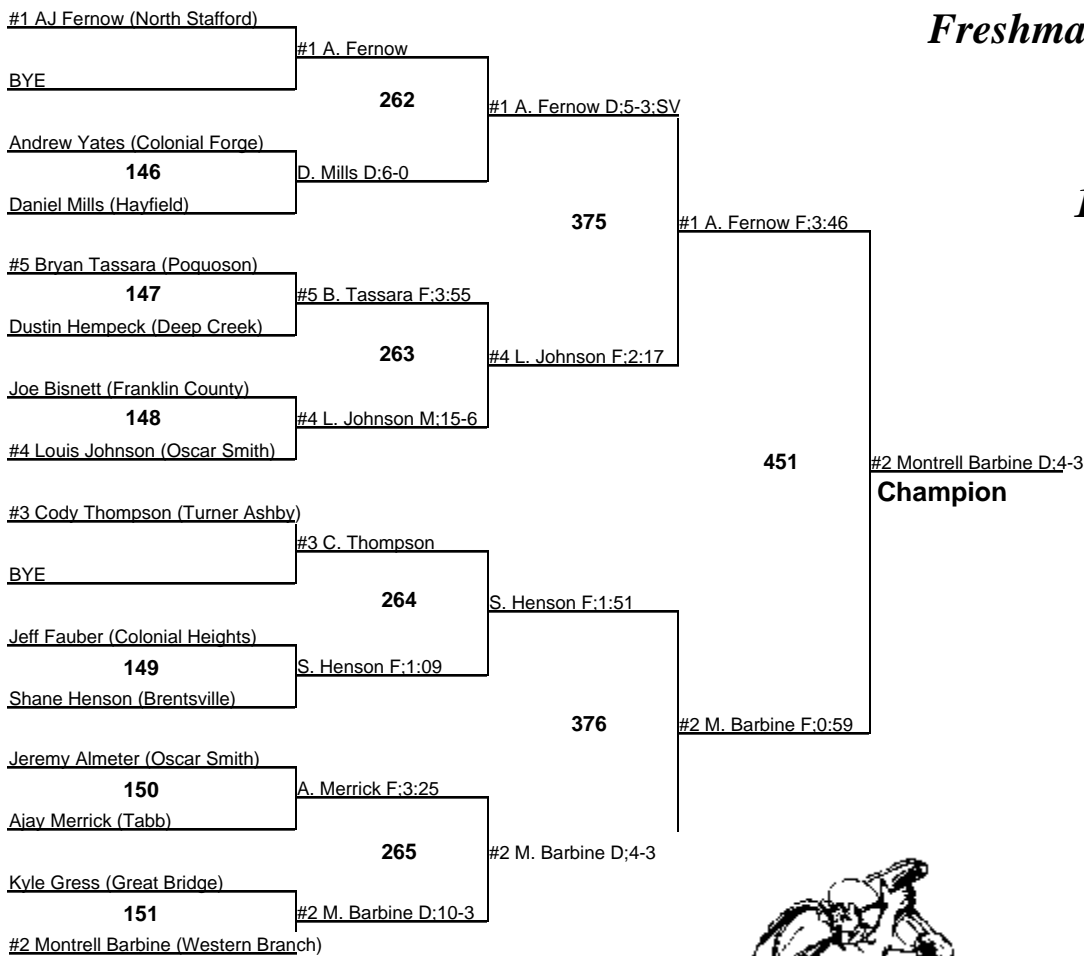 #1 AJ Fernow (North Stafford)
Freshma
#1 A. Fernow
BYE
262
#1 A. Fernow D;5-3;SV
Andrew Yates (Colonial Forge)
146
D. Mills D;6-0
Daniel Mills (Hayfield)
375
#1 A. Fernow F;3:46
#5 Bryan Tassara (Poquoson)
147
#5 B. Tassara F;3:55
Dustin Hempeck (Deep Creek)
263
#4 L. Johnson F;2:17
Joe Bisnett (Franklin County)
148
#4 L. Johnson M;15-6
#4 Louis Johnson (Oscar Smith)
451
#2 Montrell Barbine D;4-3
Champion
#3 Cody Thompson (Turner Ashby)
#3 C. Thompson
BYE
264
S. Henson F;1:51
Jeff Fauber (Colonial Heights)
149
S. Henson F;1:09
Shane Henson (Brentsville)
376
#2 M. Barbine F;0:59
Jeremy Almeter (Oscar Smith)
150
A. Merrick F;3:25
Ajay Merrick (Tabb)
265
#2 M. Barbine D;4-3
Kyle Gress (Great Bridge)
151
#2 M. Barbine D;10-3
#2 Montrell Barbine (Western Branch)